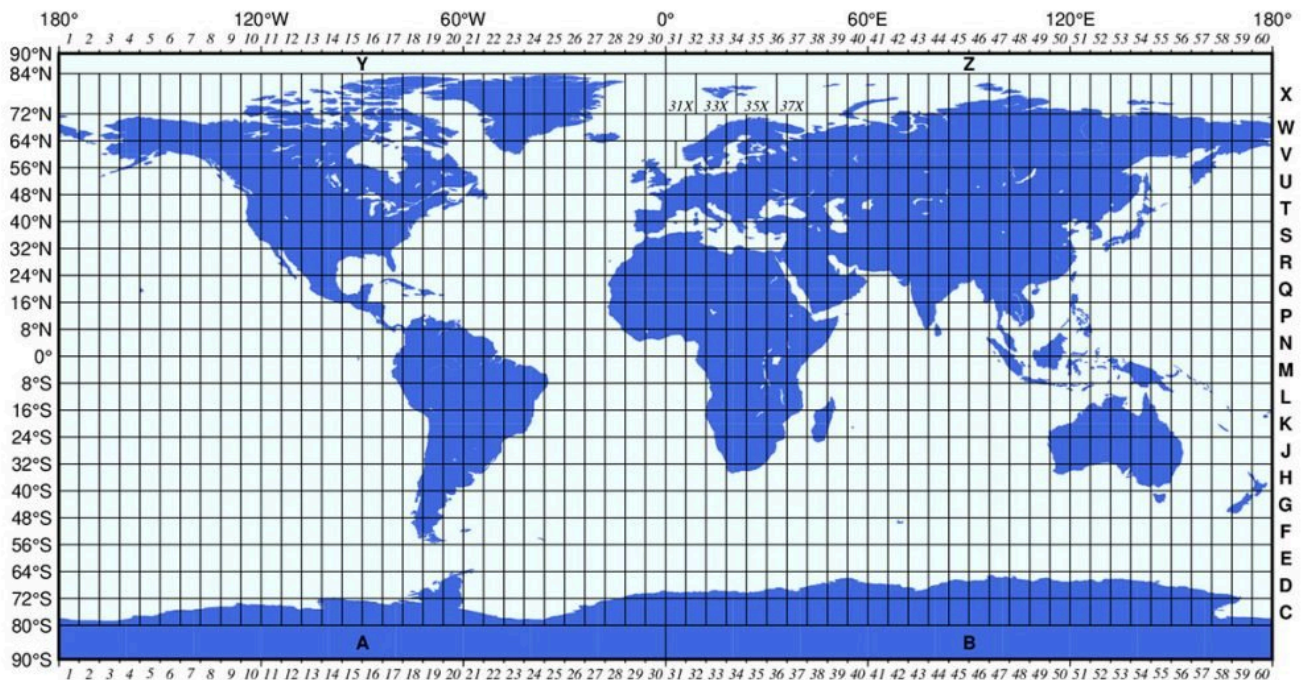 180° 120°W 60°W 0° 60°E 120°E 180°
1 2 3 4 5 6 7 8 9 10 11 12 13 14 15 16 17 18 19 20 21 22 23 24 25 26 27 28 29 30 31 32 33 34 35 36 37 38 39 40 41 42 43 44 45 46 47 48 49 50 51 52 53 54 55 56 57 58 59 60
90°N Y Z
84°N
X
31X 33X 35X 37X
72°N
W
64°N
V
56°N
U
48°N
T
40°N
S
32°N
R
24°N
Q
16°N
P
8°N
N
0°
M
8°S
L
16°S
K
24°S
J
32°S
H
40°S
G
48°S
F
56°S
E
64°S
D
72°S
C
80°S
A B
90°S
1 2 3 4 5 6 7 8 9 10 11 12 13 14 15 16 17 18 19 20 21 22 23 24 25 26 27 28 29 30 31 32 33 34 35 36 37 38 39 40 41 42 43 44 45 46 47 48 49 50 51 52 53 54 55 56 57 58 59 60